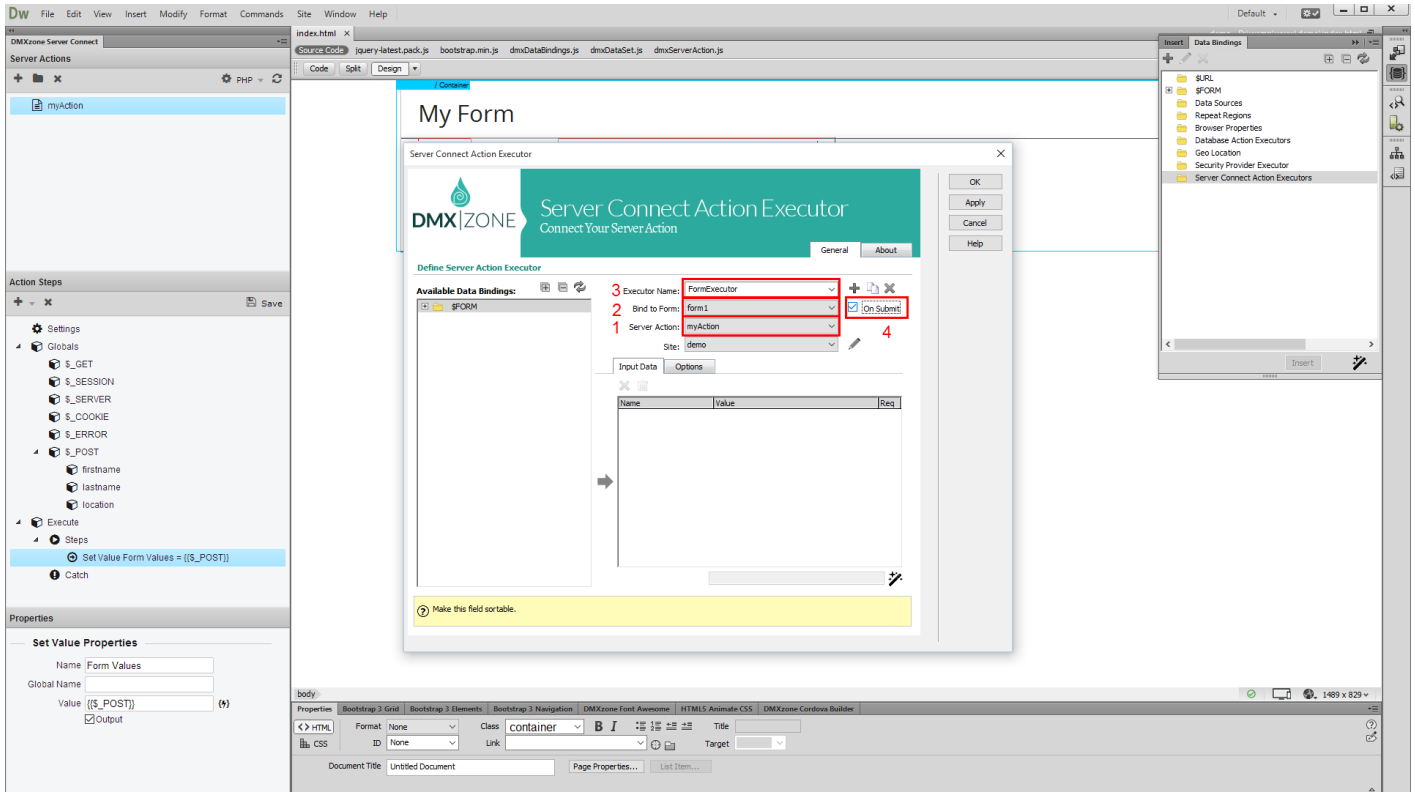 Dw File Edit View Insert Modify Format Commands Site Window Help Default
DMXzone Server Connect
Server Actions
PHP
myAction
Action Steps
Save
Settings
Globals
$_GET
$_SESSION
$_SERVER
$_COOKIE
$_ERROR
$_POST
firstname
lastname
location
Execute
Steps
Set Value Form Values = {{$_POST}}
Catch
Properties
Set Value Properties
Name Form Values
Global Name
Value {{$_POST}}
Output
index.html
Source Code jquery-latest.pack.js bootstrap.min.js dmxDataBindings.js dmxDataSet.js dmxServerAction.js
Code Split Design
/ Container
My Form
Server Connect Action Executor
DMX|ZONE
Server Connect Action Executor
Connect Your Server Action
General About
OK
Apply
Cancel
Help
Define Server Action Executor
Available Data Bindings:
$FORM
3 Executor Name: FormExecutor
2 Bind to Form: form1 On Submit
1 Server Action: myAction 4
Site: demo
Input Data Options
Name Value Req
Make this field sortable.
Insert Data Bindings
$URL
$FORM
Data Sources
Repeat Regions
Browser Properties
Database Action Executors
Geo Location
Security Provider Executor
Server Connect Action Executors
Insert
body 1489 x 829
Properties Bootstrap 3 Grid Bootstrap 3 Elements Bootstrap 3 Navigation DMXzone Font Awesome HTML5 Animate CSS DMXzone Cordova Builder
<> HTML Format None Class container B I Title
CSS ID None Link Target
Document Title Untitled Document Page Properties... List Item...